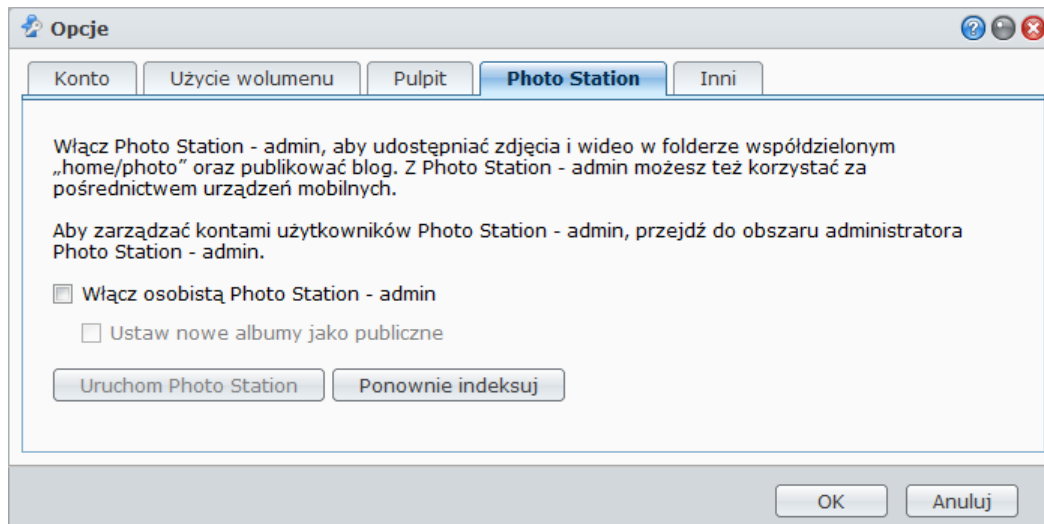 Opcje
Konto
Użycie wolumenu
Pulpit
Photo Station
Inni
Włącz Photo Station - admin, aby udostępniać zdjęcia i wideo w folderze współdzielonym
„home/photo” oraz publikować blog. Z Photo Station - admin możesz też korzystać za
pośrednictwem urządzeń mobilnych.
Aby zarządzać kontami użytkowników Photo Station - admin, przejdź do obszaru administratora
Photo Station - admin.
Włącz osobistą Photo Station - admin
Ustaw nowe albumy jako publiczne
Uruchom Photo Station
Ponownie indeksuj
OK
Anuluj